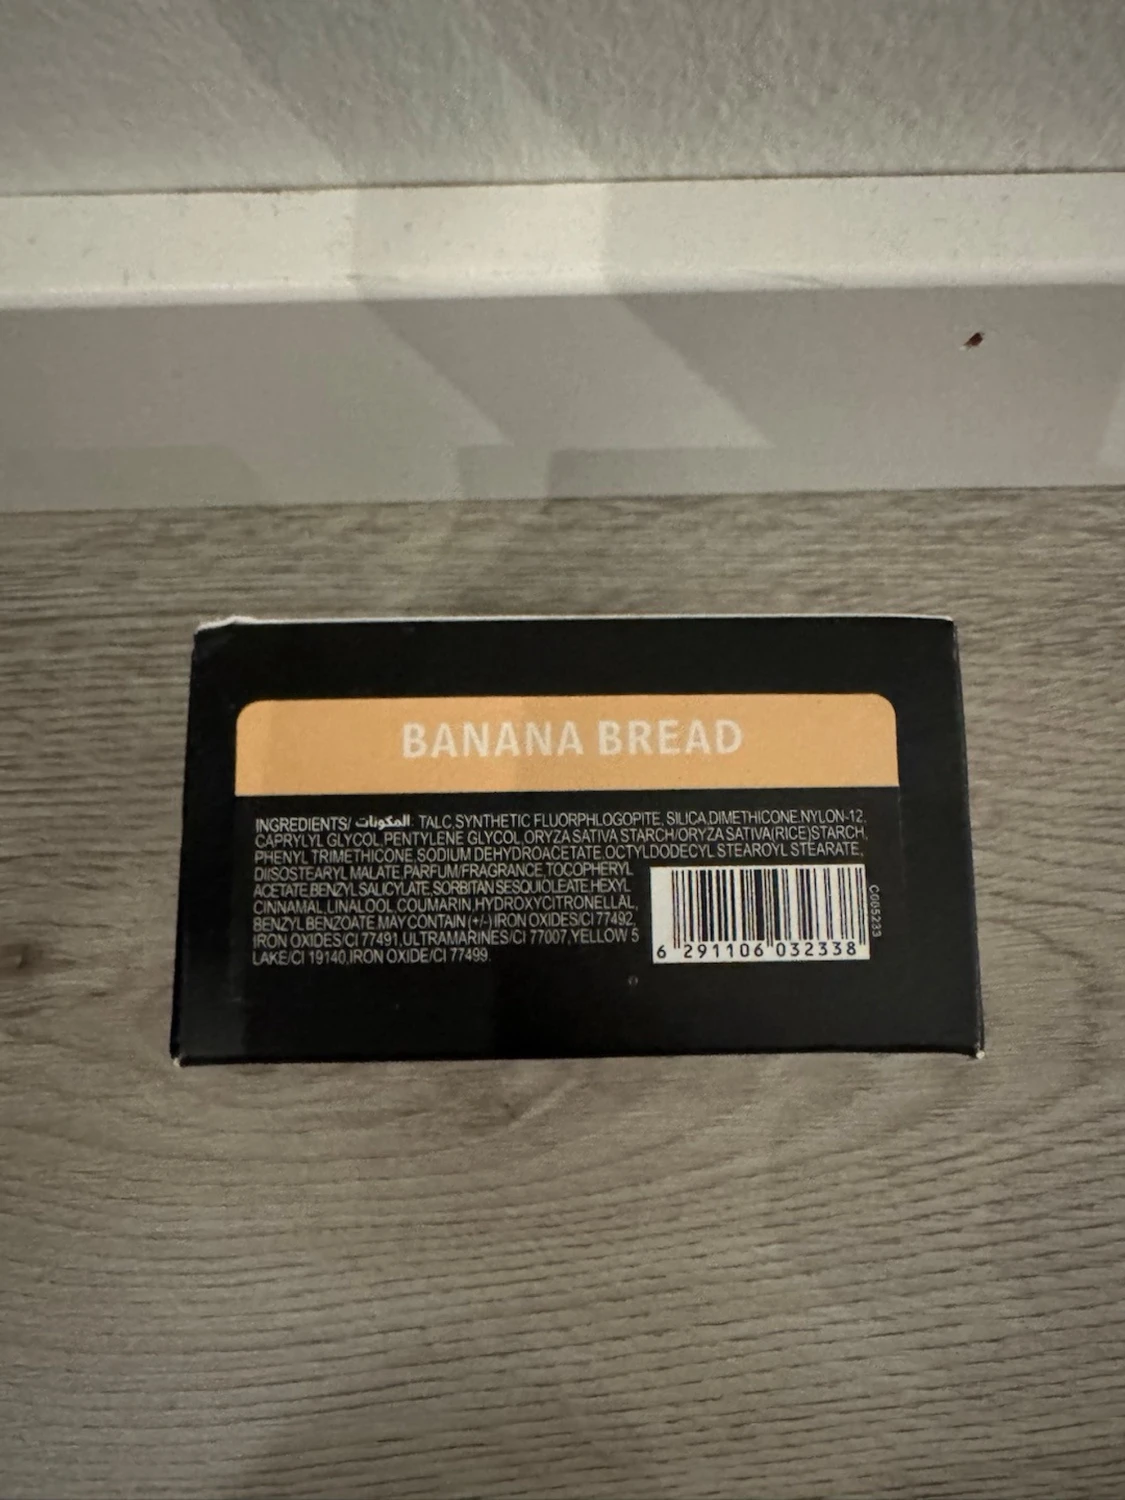 BANANA BREAD
INGREDIENTS/ المكونات: TALC,SYNTHETIC FLUORPHLOGOPITE, SILICA,DIMETHICONE,NYLON-12,
CAPRYLYL GLYCOL,PENTYLENE GLYCOL,ORYZA SATIVA STARCH/ORYZA SATIVA(RICE)STARCH,
PHENYL TRIMETHICONE,SODIUM DEHYDROACETATE,OCTYLDODECYL STEAROYL STEARATE,
DIISOSTEARYL MALATE,PARFUM/FRAGRANCE,TOCOPHERYL
ACETATE,BENZYL SALICYLATE,SORBITAN SESQUIOLEATE,HEXYL
CINNAMAL,LINALOOL,COUMARIN,HYDROXYCITRONELLAL,
BENZYL BENZOATE,MAY CONTAIN (+/-) IRON OXIDES/CI 77492,
IRON OXIDES/CI 77491,ULTRAMARINES/CI 77007,YELLOW 5
LAKE/CI 19140,IRON OXIDE/CI 77499.
6 291106 032338
C005233